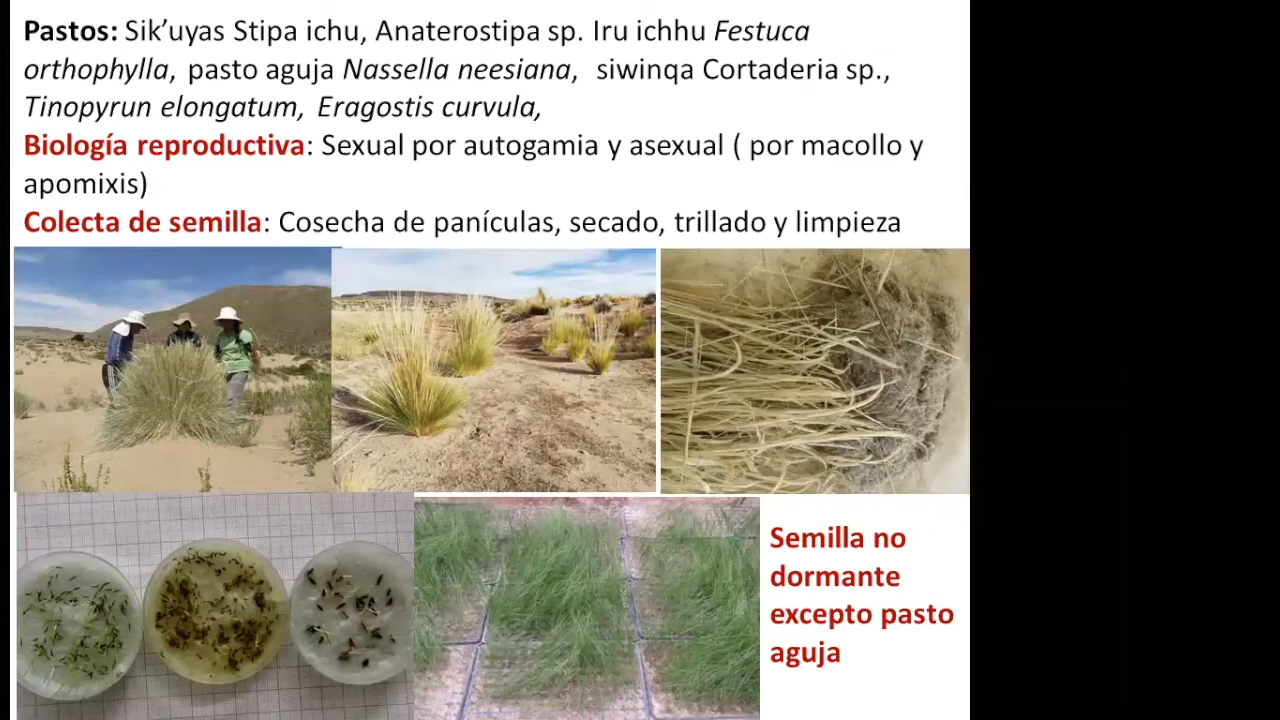 Pastos: Sik’uyas Stipa ichu, Anaterostipa sp. Iru ichhu Festuca
orthophylla, pasto aguja Nassella neesiana, siwinqa Cortaderia sp.,
Tinopyrun elongatum, Eragostis curvula,
Biología reproductiva: Sexual por autogamia y asexual ( por macollo y
apomixis)
Colecta de semilla: Cosecha de panículas, secado, trillado y limpieza
Semilla no
dormante
excepto pasto
aguja